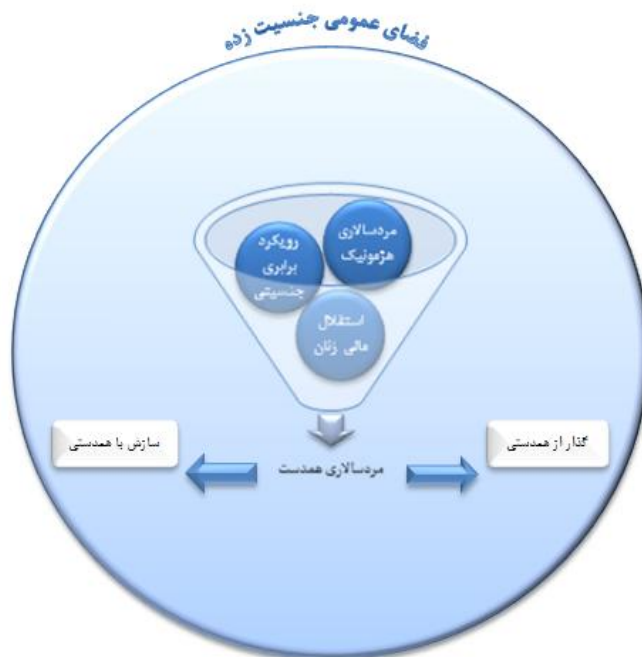 فضای عمومی جنسیت زده
مردسالاری
هژمونیک
رویکرد
برابری
جنسیتی
استقلال
مالی زنان
گذار از همدستی
سازش با همدستی
مردسالاری همدست